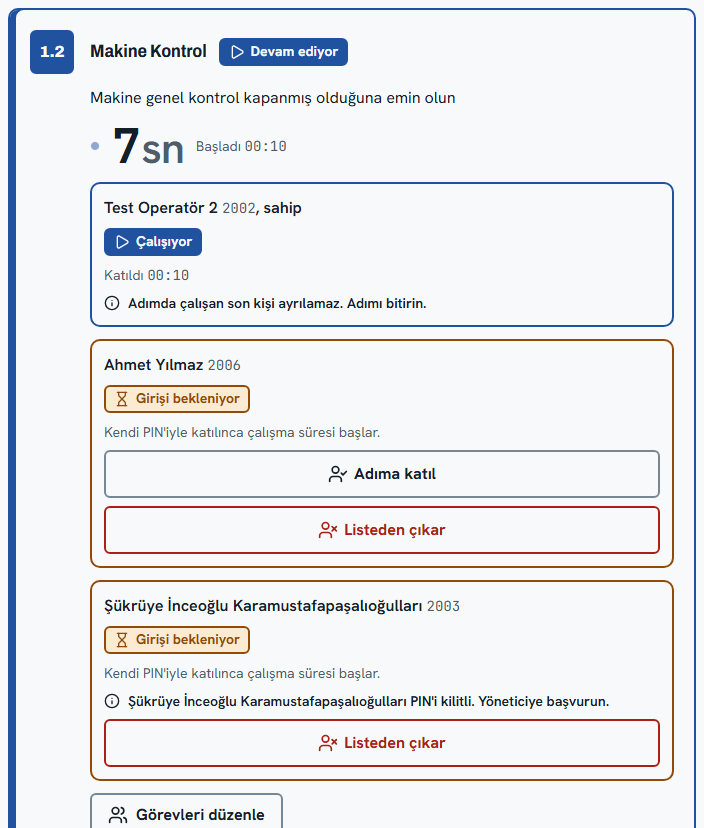 1.2 Makine Kontrol Devam ediyor
Makine genel kontrol kapanmış olduğuna emin olun
7sn Başladı 00:10
Test Operatör 2 2002, sahip
Çalışıyor
Katıldı 00:10
Adımda çalışan son kişi ayrılamaz. Adımı bitirin.
Ahmet Yılmaz 2006
Girişi bekleniyor
Kendi PIN'iyle katılınca çalışma süresi başlar.
Adıma katıl
Listeden çıkar
Şükrüye İnceoğlu Karamustafapaşalıoğulları 2003
Girişi bekleniyor
Kendi PIN'iyle katılınca çalışma süresi başlar.
Şükrüye İnceoğlu Karamustafapaşalıoğulları PIN'i kilitli. Yöneticiye başvurun.
Listeden çıkar
Görevleri düzenle